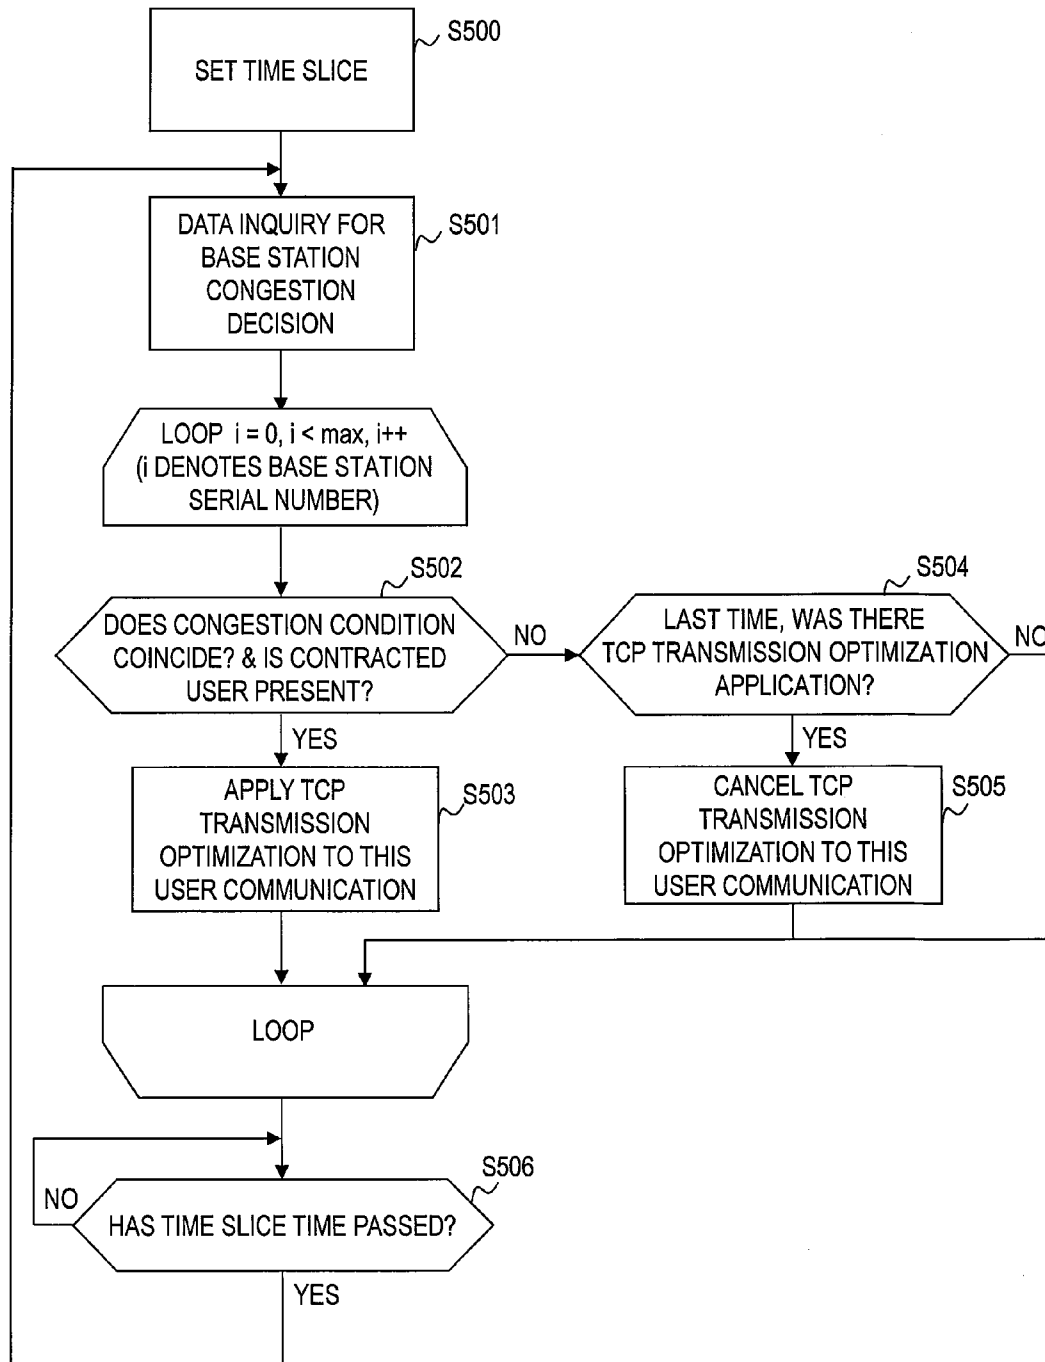 S500
SET TIME SLICE
S501
DATA INQUIRY FOR
BASE STATION
CONGESTION
DECISION
LOOP i = 0, i < max, i++
(i DENOTES BASE STATION
SERIAL NUMBER)
S502
DOES CONGESTION CONDITION
COINCIDE? & IS CONTRACTED
USER PRESENT?
NO
YES
S504
LAST TIME, WAS THERE
TCP TRANSMISSION OPTIMIZATION
APPLICATION?
NO
YES
S503
APPLY TCP
TRANSMISSION
OPTIMIZATION TO THIS
USER COMMUNICATION
S505
CANCEL TCP
TRANSMISSION
OPTIMIZATION TO THIS
USER COMMUNICATION
LOOP
S506
NO
HAS TIME SLICE TIME PASSED?
YES